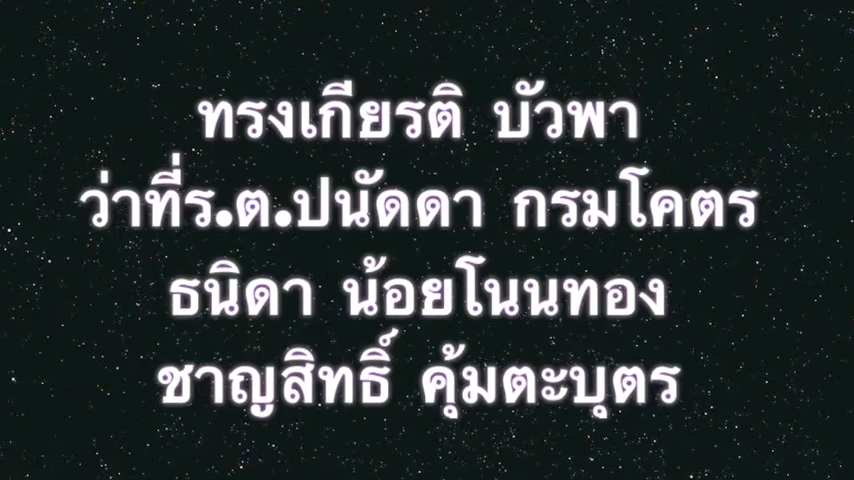 ทรงเกียรติ บัวพา
ว่าที่ร.ต.ปนัดดา กรมโคตร
ธนิดา น้อยโนนทอง
ชาญสิทธิ์ คุ้มตะบุตร